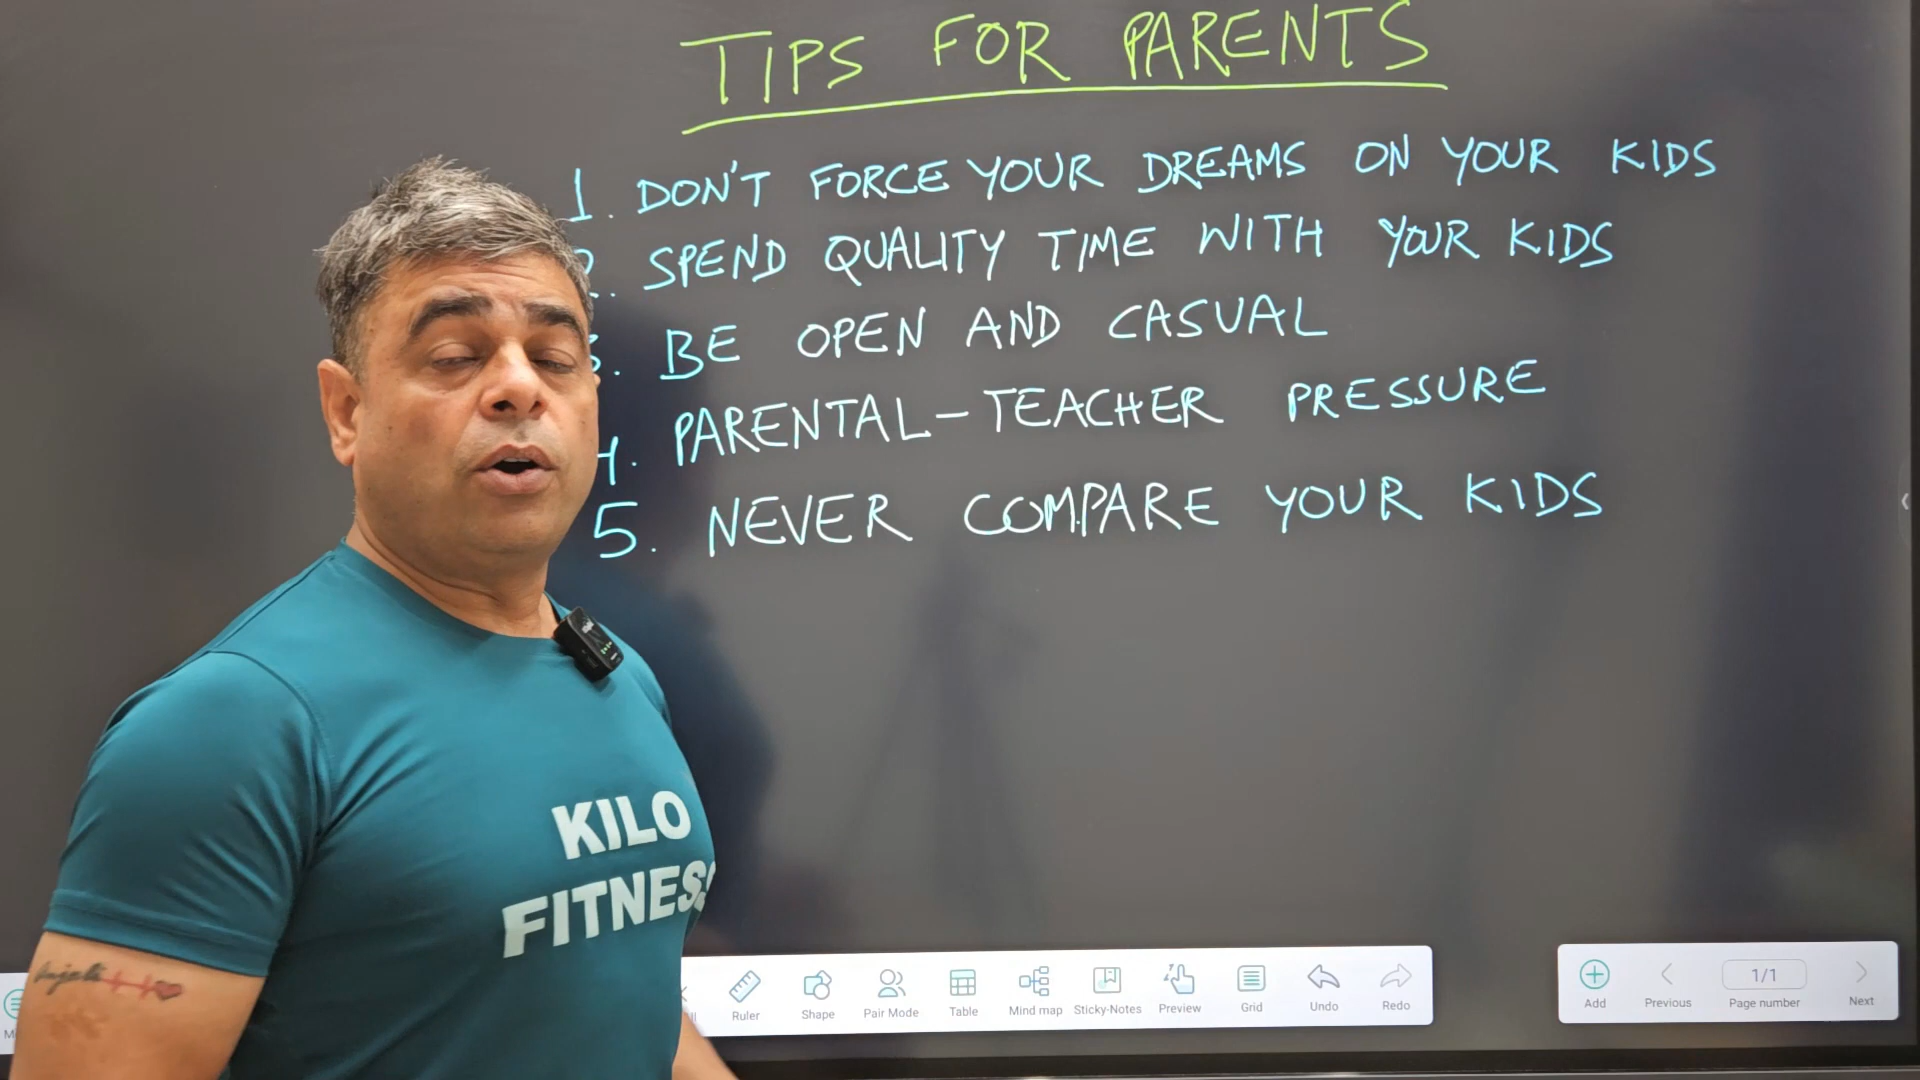 TIPS FOR PARENTS
1. DON'T FORCE YOUR DREAMS ON YOUR KIDS
2. SPEND QUALITY TIME WITH YOUR KIDS
3. BE OPEN AND CASUAL
4. PARENTAL-TEACHER PRESSURE
5. NEVER COMPARE YOUR KIDS
KILO
FITNESS
Anjali
Ruler Shape Pair Mode Table Mind map Sticky-Notes Preview Grid Undo Redo
Add Previous 1/1 Page number Next